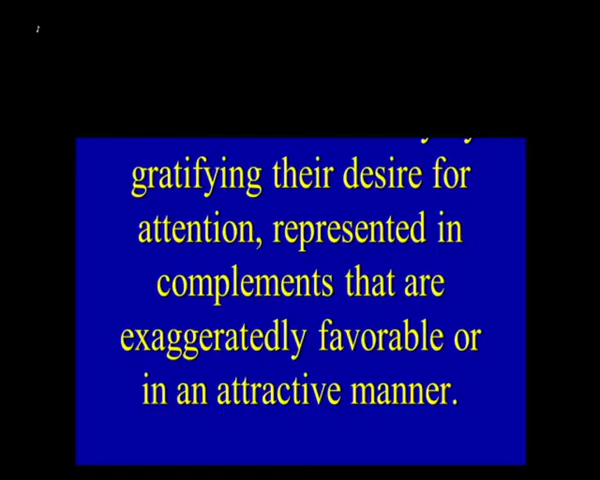 gratifying their desire for
attention, represented in
complements that are
exaggeratedly favorable or
in an attractive manner.